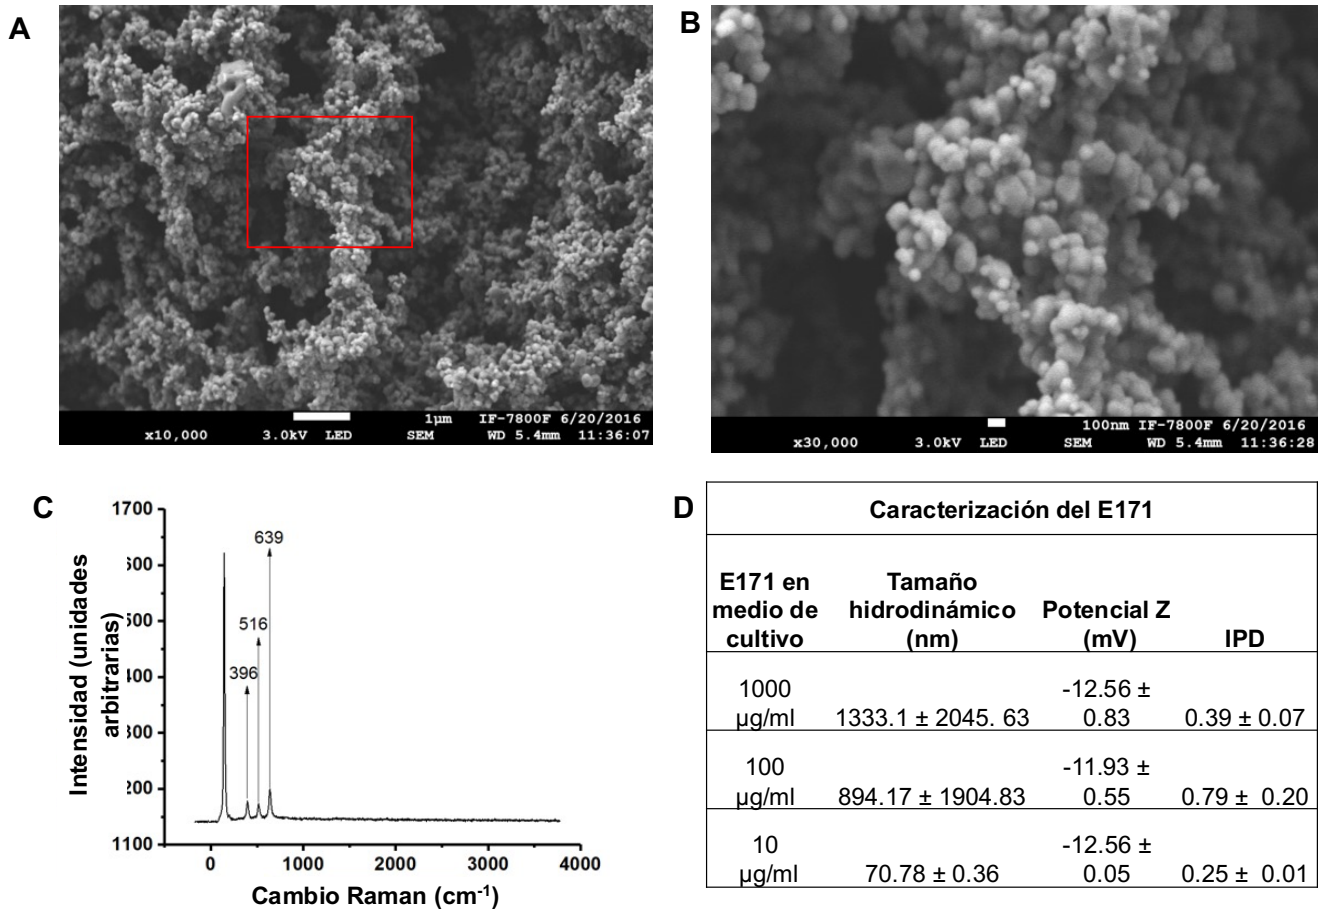 A
B
1µm IF-7800F 6/20/2016
x10,000 3.0kV LED SEM WD 5.4mm 11:36:07
100nm IF-7800F 6/20/2016
x30,000 3.0kV LED SEM WD 5.4mm 11:36:28
C
Intensidad (unidades
arbitrarias)
1700
:600
:500
:400
:300
:200
1100
396
516
639
0 1000 2000 3000 4000
Cambio Raman (cm⁻¹)
D
Caracterización del E171
E171 en
medio de
cultivo
Tamaño
hidrodinámico
(nm)
Potencial Z
(mV)
IPD
1000
µg/ml
1333.1 ± 2045. 63
-12.56 ±
0.83
0.39 ± 0.07
100
µg/ml
894.17 ± 1904.83
-11.93 ±
0.55
0.79 ± 0.20
10
µg/ml
70.78 ± 0.36
-12.56 ±
0.05
0.25 ± 0.01